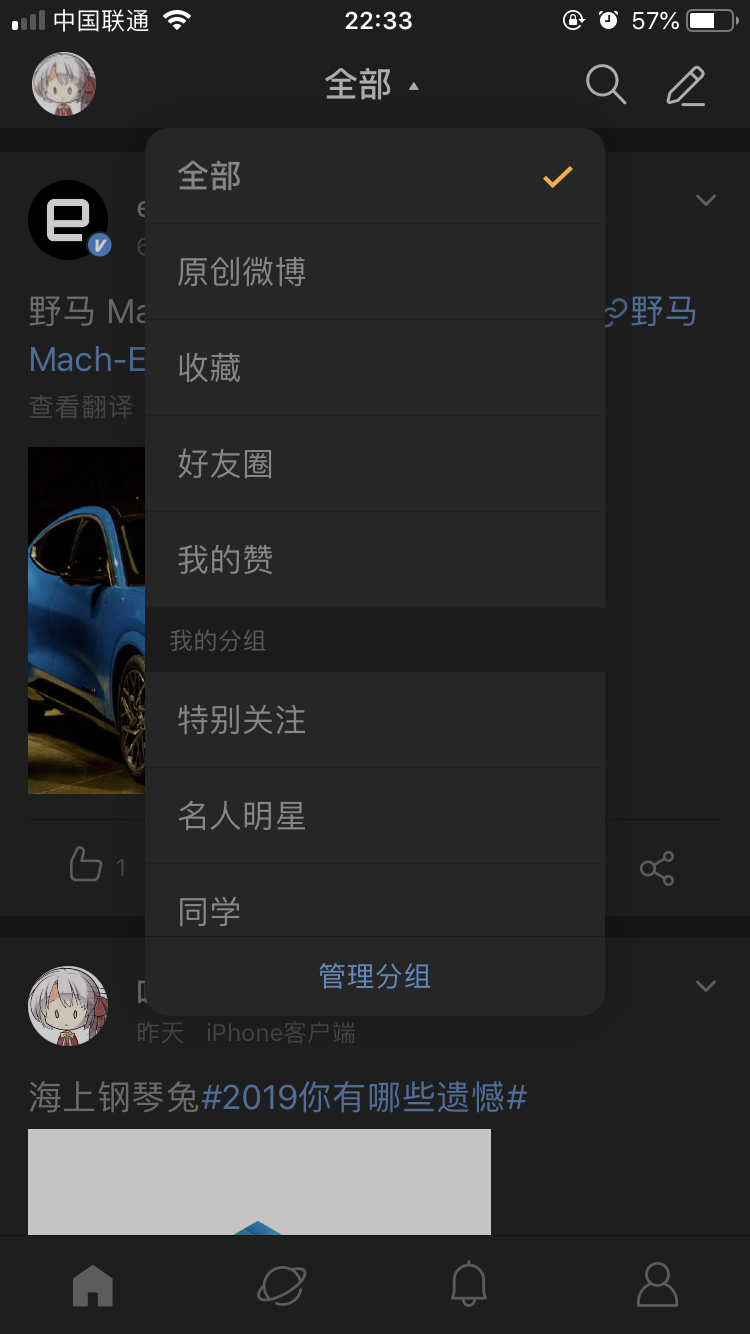 中国联通 22:33 57%
全部
全部
原创微博
收藏
好友圈
我的赞
我的分组
特别关注
名人明星
同学
管理分组
野马 Ma
野马
Mach-E
查看翻译
1
昨天 iPhone客户端
海上钢琴兔#2019你有哪些遗憾#